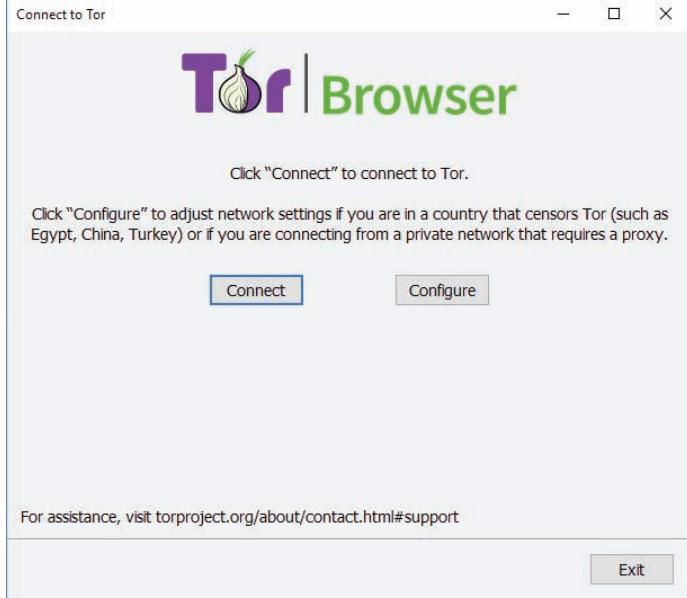 Connect to Tor
Tor Browser
Click “Connect” to connect to Tor.
Click “Configure” to adjust network settings if you are in a country that censors Tor (such as
Egypt, China, Turkey) or if you are connecting from a private network that requires a proxy.
Connect Configure
For assistance, visit torproject.org/about/contact.html#support
Exit